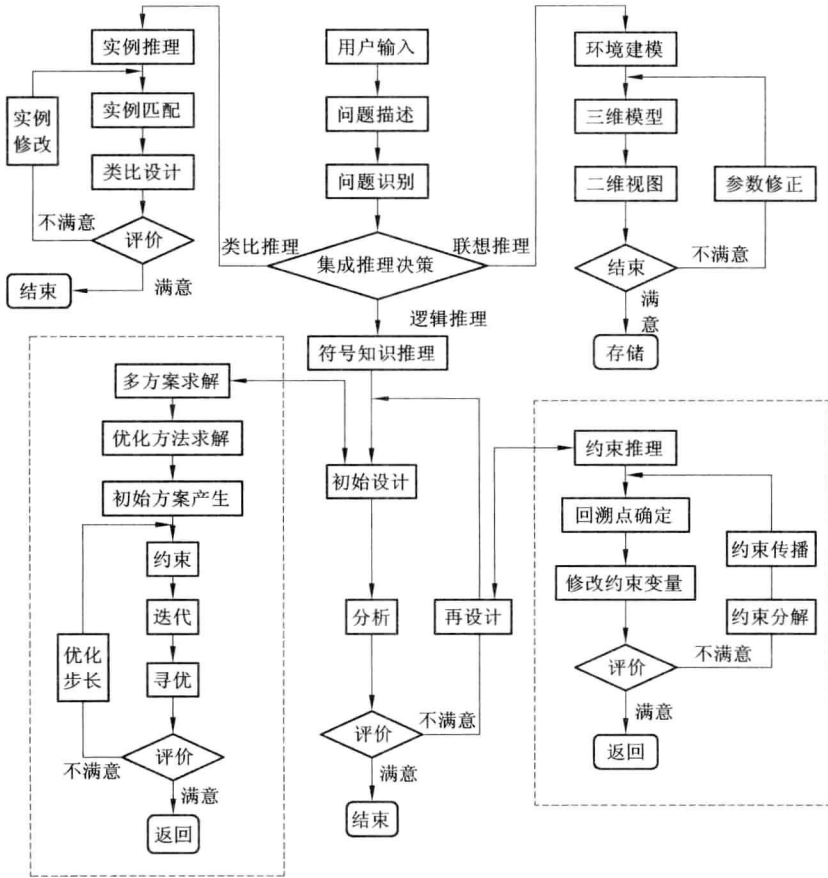 实例推理
用户输入
环境建模
实例
修改
实例匹配
问题描述
三维模型
类比设计
问题识别
二维视图
参数修正
不满意
评价
类比推理
集成推理决策
联想推理
结束
不满意
结束
满意
满
意
逻辑推理
存储
符号知识推理
多方案求解
优化方法求解
约束推理
初始方案产生
初始设计
回溯点确定
约束
约束传播
修改约束变量
迭代
分析
再设计
约束分解
优化
步长
寻优
评价
不满意
评价
不满意
评价
不满意
满意
满意
满意
返回
返回
结束